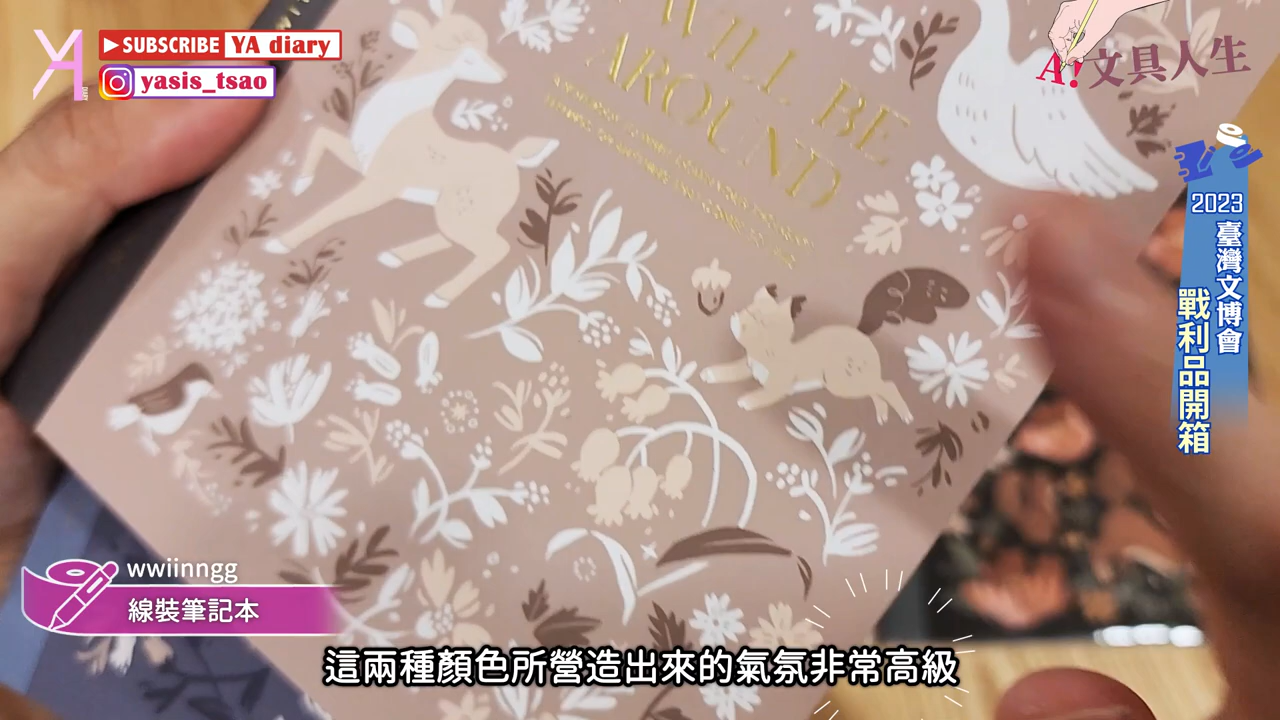 YA
SUBSCRIBE YA diary
yasis_tsao
A!文具人生
WILL BE
AROUND
2023
臺灣文博會
戰利品開箱
wwiinngg
線裝筆記本
這兩種顏色所營造出來的氣氛非常高級